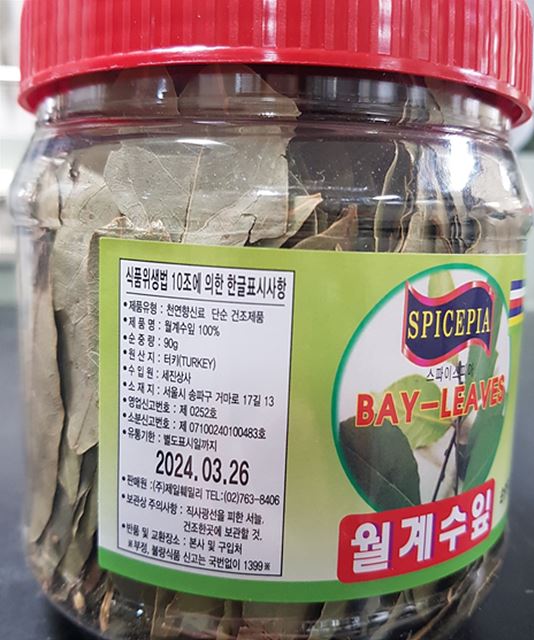 식품위생법 10조에 의한 한글표시사항
• 제품유형 : 천연향신료 단순 건조제품
• 제 품 명 : 월계수잎 100%
• 순 중 량 : 90g
• 원 산 지 : 터키(TURKEY)
• 수 입 원 : 세진상사
• 소 재 지 : 서울시 송파구 거마로 17길 13
• 영업신고번호 : 제 0252호
• 소분신고번호 : 제 07100240100483호
• 유통기한 : 별도표시일까지
2024.03.26
• 판매원 : (주)제일웨밀리 TEL:(02)763-8406
• 보관상 주의사항 : 직사광선을 피한 서늘,
건조한곳에 보관할 것.
• 반품 및 교환장소 : 본사 및 구입처
※ 부정, 불량식품 신고는 국번없이 1399※
SPICEPIA
스파이스피아
BAY-LEAVES
월계수잎